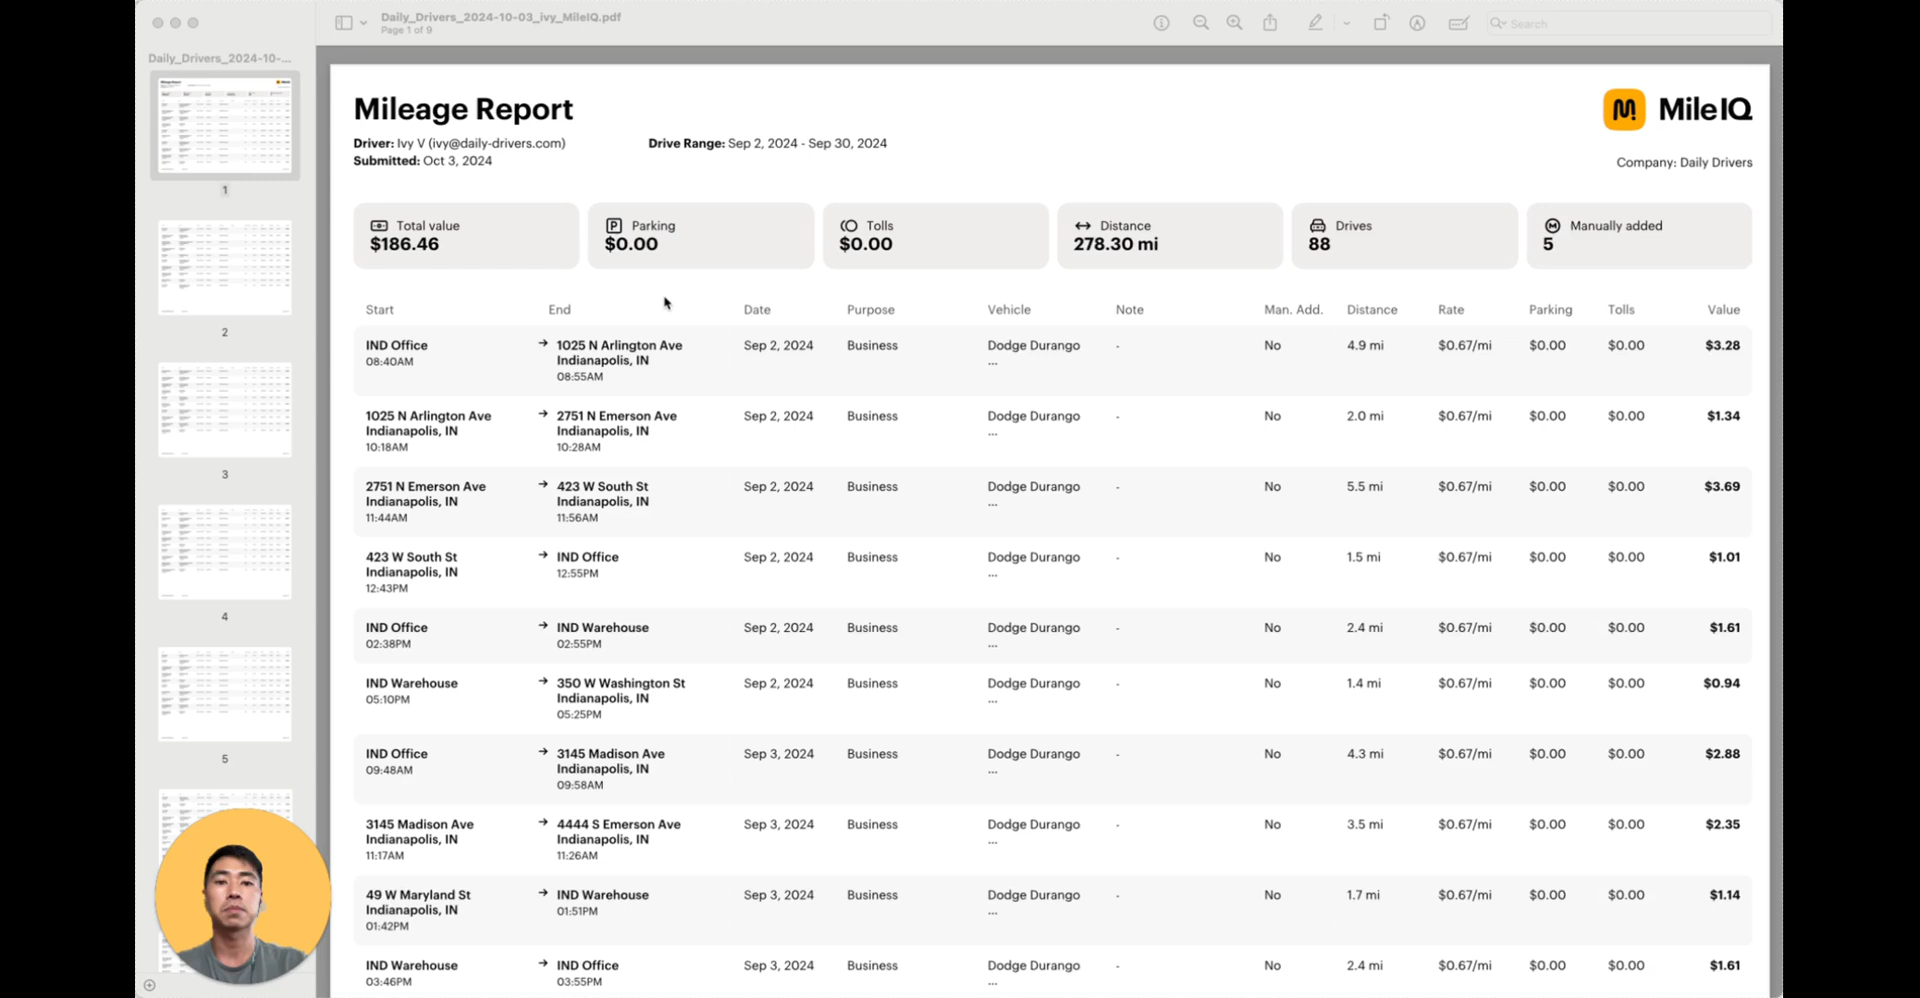 Daily_Drivers_2024-10-03_ivy_MileIQ.pdf
Page 1 of 9
Search
Daily_Drivers_2024-10-...
1
2
3
4
5
Mileage Report
MileIQ
Driver: Ivy V (ivy@daily-drivers.com) Drive Range: Sep 2, 2024 - Sep 30, 2024
Submitted: Oct 3, 2024 Company: Daily Drivers
Total value Parking Tolls Distance Drives Manually added
$186.46 $0.00 $0.00 278.30 mi 88 5
Start End Date Purpose Vehicle Note Man. Add. Distance Rate Parking Tolls Value
IND Office → 1025 N Arlington Ave Sep 2, 2024 Business Dodge Durango - No 4.9 mi $0.67/mi $0.00 $0.00 $3.28
08:40AM Indianapolis, IN ...
08:55AM
1025 N Arlington Ave → 2751 N Emerson Ave Sep 2, 2024 Business Dodge Durango - No 2.0 mi $0.67/mi $0.00 $0.00 $1.34
Indianapolis, IN Indianapolis, IN ...
10:18AM 10:28AM
2751 N Emerson Ave → 423 W South St Sep 2, 2024 Business Dodge Durango - No 5.5 mi $0.67/mi $0.00 $0.00 $3.69
Indianapolis, IN Indianapolis, IN ...
11:44AM 11:56AM
423 W South St → IND Office Sep 2, 2024 Business Dodge Durango - No 1.5 mi $0.67/mi $0.00 $0.00 $1.01
Indianapolis, IN 12:55PM ...
12:43PM
IND Office → IND Warehouse Sep 2, 2024 Business Dodge Durango - No 2.4 mi $0.67/mi $0.00 $0.00 $1.61
02:38PM 02:55PM ...
IND Warehouse → 350 W Washington St Sep 2, 2024 Business Dodge Durango - No 1.4 mi $0.67/mi $0.00 $0.00 $0.94
05:10PM Indianapolis, IN ...
05:25PM
IND Office → 3145 Madison Ave Sep 3, 2024 Business Dodge Durango - No 4.3 mi $0.67/mi $0.00 $0.00 $2.88
09:48AM Indianapolis, IN ...
09:58AM
3145 Madison Ave → 4444 S Emerson Ave Sep 3, 2024 Business Dodge Durango - No 3.5 mi $0.67/mi $0.00 $0.00 $2.35
Indianapolis, IN Indianapolis, IN ...
11:17AM 11:26AM
49 W Maryland St → IND Warehouse Sep 3, 2024 Business Dodge Durango - No 1.7 mi $0.67/mi $0.00 $0.00 $1.14
Indianapolis, IN 01:51PM ...
01:42PM
IND Warehouse → IND Office Sep 3, 2024 Business Dodge Durango - No 2.4 mi $0.67/mi $0.00 $0.00 $1.61
03:46PM 03:55PM ...